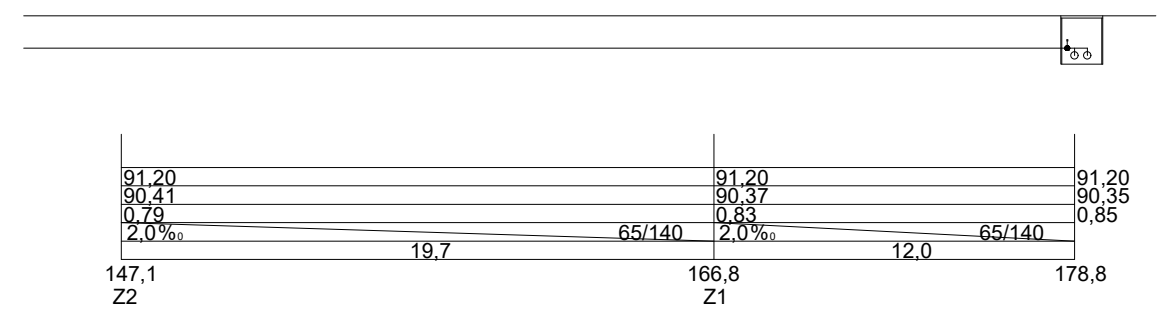 91,20 91,20 91,20
90,41 90,37 90,35
0,79 0,83 0,85
2,0‰ 65/140 2,0‰ 65/140
19,7 12,0
147,1 166,8 178,8
Z2 Z1